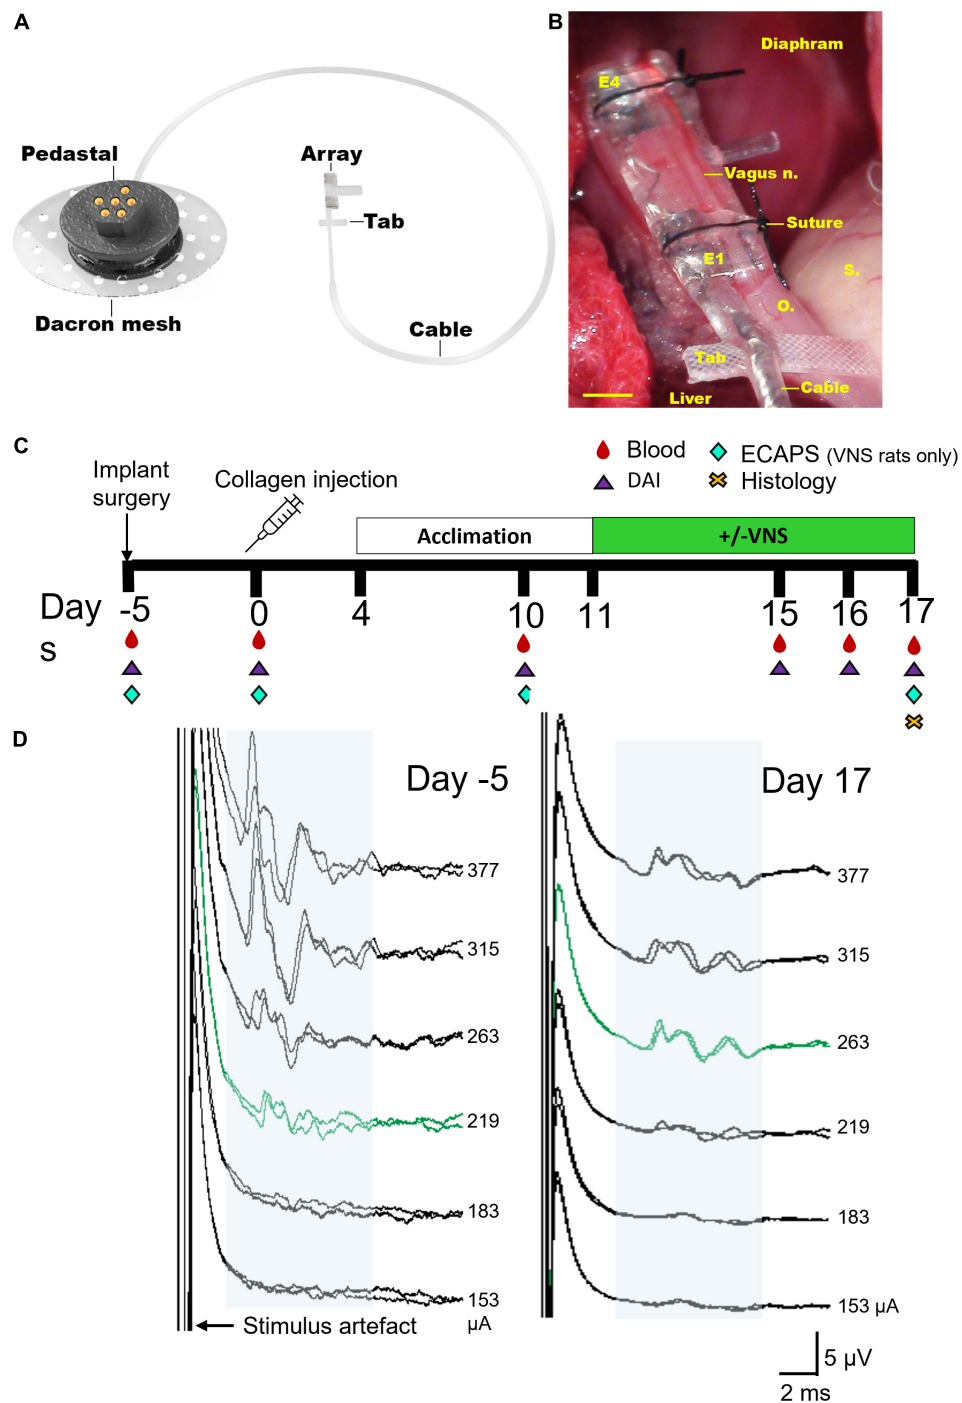 A
Pedastal
Array
Tab
Dacron mesh
Cable
B
Diaphram
E4
Vagus n.
Suture
E1
S.
O.
Tab
Cable
Liver
C
Implant surgery
Collagen injection
Blood
ECAPS (VNS rats only)
DAI
Histology
Acclimation
+/-VNS
Day -5 0 4 10 11 15 16 17
S
D
Day -5
377
315
263
219
183
153
µA
Stimulus artefact
Day 17
377
315
263
219
183
153 µA
5 µV
2 ms